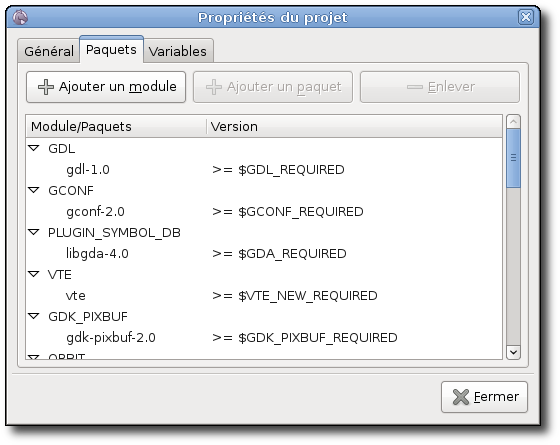 Propriétés du projet
Général Paquets Variables
Ajouter un module Ajouter un paquet Enlever
Module/Paquets Version
GDL
gdl-1.0 >= $GDL_REQUIRED
GCONF
gconf-2.0 >= $GCONF_REQUIRED
PLUGIN_SYMBOL_DB
libgda-4.0 >= $GDA_REQUIRED
VTE
vte >= $VTE_NEW_REQUIRED
GDK_PIXBUF
gdk-pixbuf-2.0 >= $GDK_PIXBUF_REQUIRED
ORBIT
Fermer